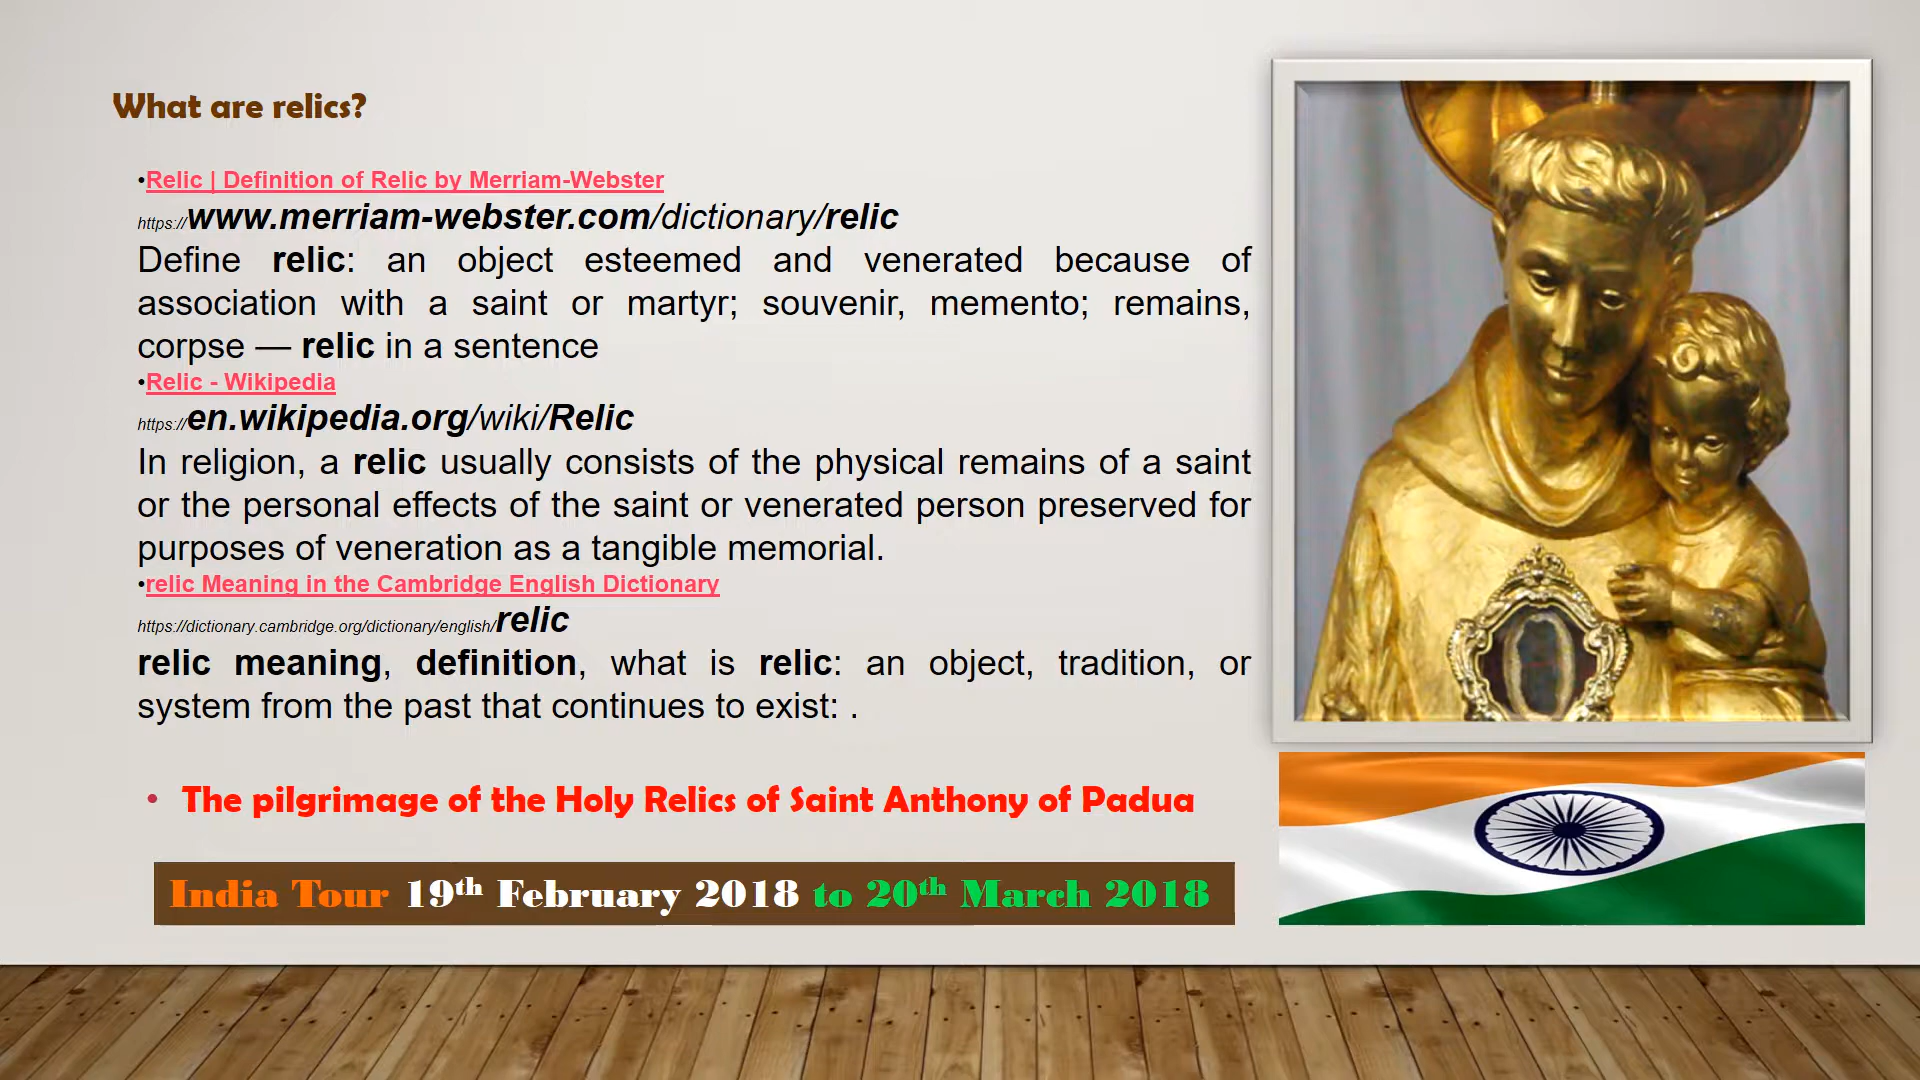 What are relics?
•Relic | Definition of Relic by Merriam-Webster
https://www.merriam-webster.com/dictionary/relic
Define relic: an object esteemed and venerated because of
association with a saint or martyr; souvenir, memento; remains,
corpse — relic in a sentence
•Relic - Wikipedia
https://en.wikipedia.org/wiki/Relic
In religion, a relic usually consists of the physical remains of a saint
or the personal effects of the saint or venerated person preserved for
purposes of veneration as a tangible memorial.
•relic Meaning in the Cambridge English Dictionary
https://dictionary.cambridge.org/dictionary/english/relic
relic meaning, definition, what is relic: an object, tradition, or
system from the past that continues to exist: .
• The pilgrimage of the Holy Relics of Saint Anthony of Padua
India Tour 19th February 2018 to 20th March 2018